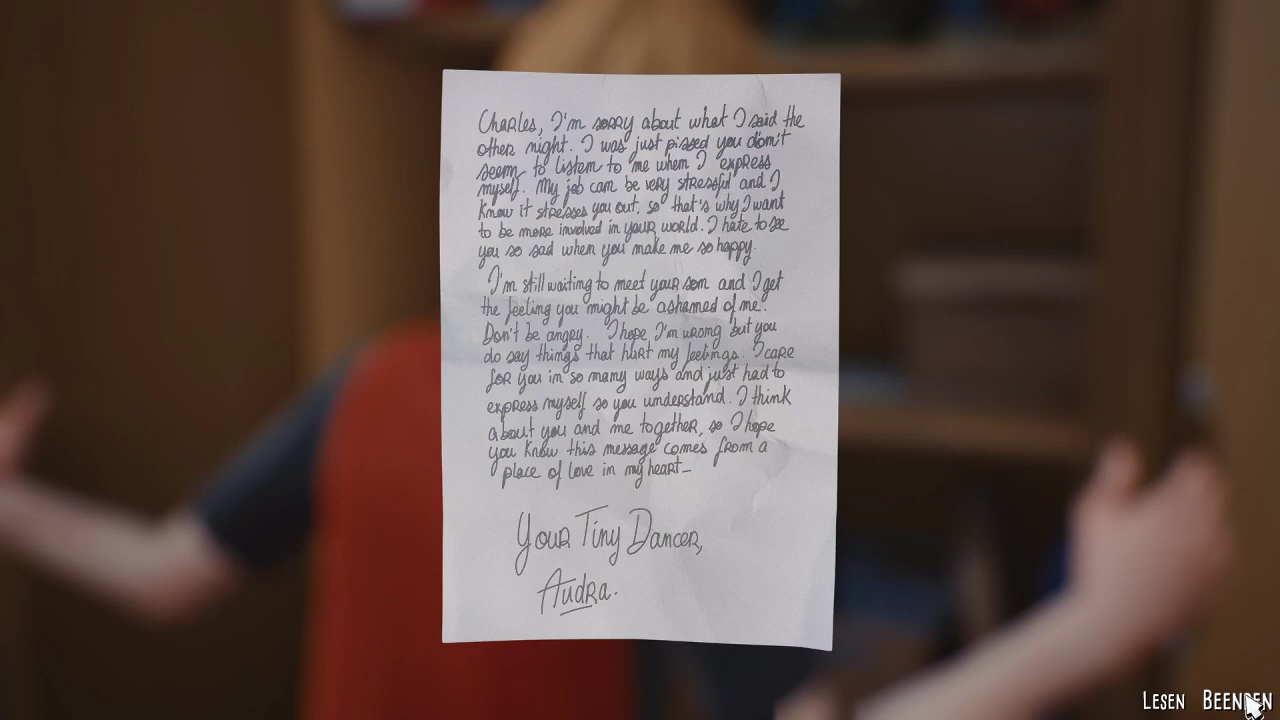 Charles, I'm sorry about what I said the
other night. I was just pissed you don't
seem to listen to me when I express
myself. My job can be very stressful and I
know it stresses you out, so that's why I want
to be more involved in your world. I hate to see
you so sad when you make me so happy.
I'm still waiting to meet your son and I get
the feeling you might be ashamed of me.
Don't be angry. I hope I'm wrong but you
do say things that hurt my feelings. I care
for you in so many ways and just had to
express myself so you understand. I think
about you and me together, so I hope
you know this message comes from a
place of love in my heart_
Your Tiny Dancer,
Audra.
Lesen Beenden